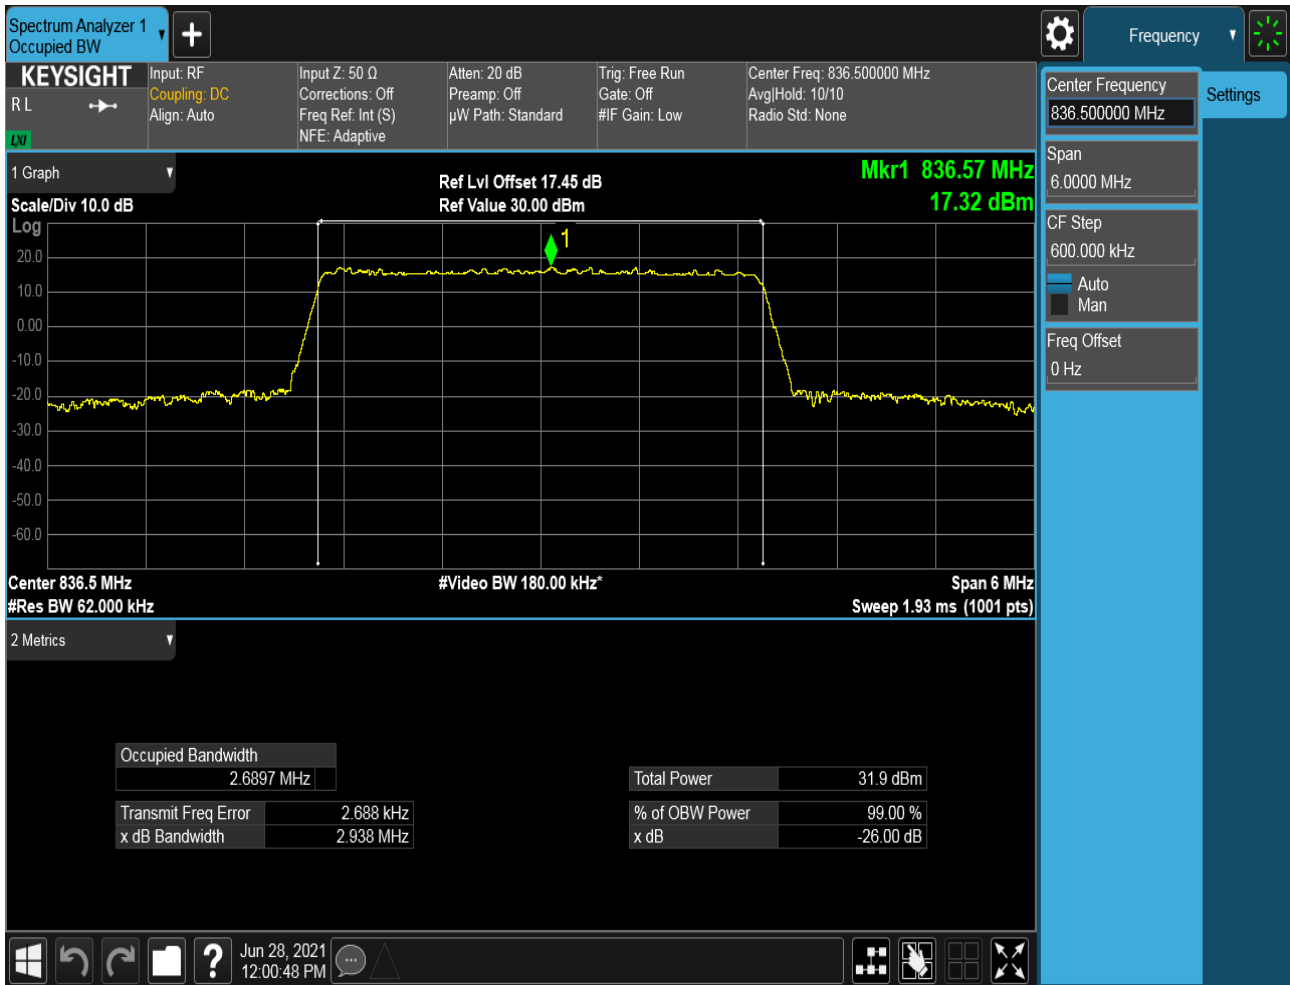 Spectrum Analyzer 1
Occupied BW
Frequency
KEYSIGHT
R L
LXI
Input: RF
Coupling: DC
Align: Auto
Input Z: 50 Ω
Corrections: Off
Freq Ref: Int (S)
NFE: Adaptive
Atten: 20 dB
Preamp: Off
µW Path: Standard
Trig: Free Run
Gate: Off
#IF Gain: Low
Center Freq: 836.500000 MHz
Avg|Hold: 10/10
Radio Std: None
Center Frequency
836.500000 MHz
Settings
Span
6.0000 MHz
CF Step
600.000 kHz
Auto
Man
Freq Offset
0 Hz
1 Graph
Scale/Div 10.0 dB
Ref Lvl Offset 17.45 dB
Ref Value 30.00 dBm
Mkr1 836.57 MHz
17.32 dBm
Log
1
20.0
10.0
0.00
-10.0
-20.0
-30.0
-40.0
-50.0
-60.0
Center 836.5 MHz
#Res BW 62.000 kHz
#Video BW 180.00 kHz*
Span 6 MHz
Sweep 1.93 ms (1001 pts)
2 Metrics
Occupied Bandwidth
2.6897 MHz
Transmit Freq Error 2.688 kHz
x dB Bandwidth 2.938 MHz
Total Power 31.9 dBm
% of OBW Power 99.00 %
x dB -26.00 dB
?
Jun 28, 2021
12:00:48 PM